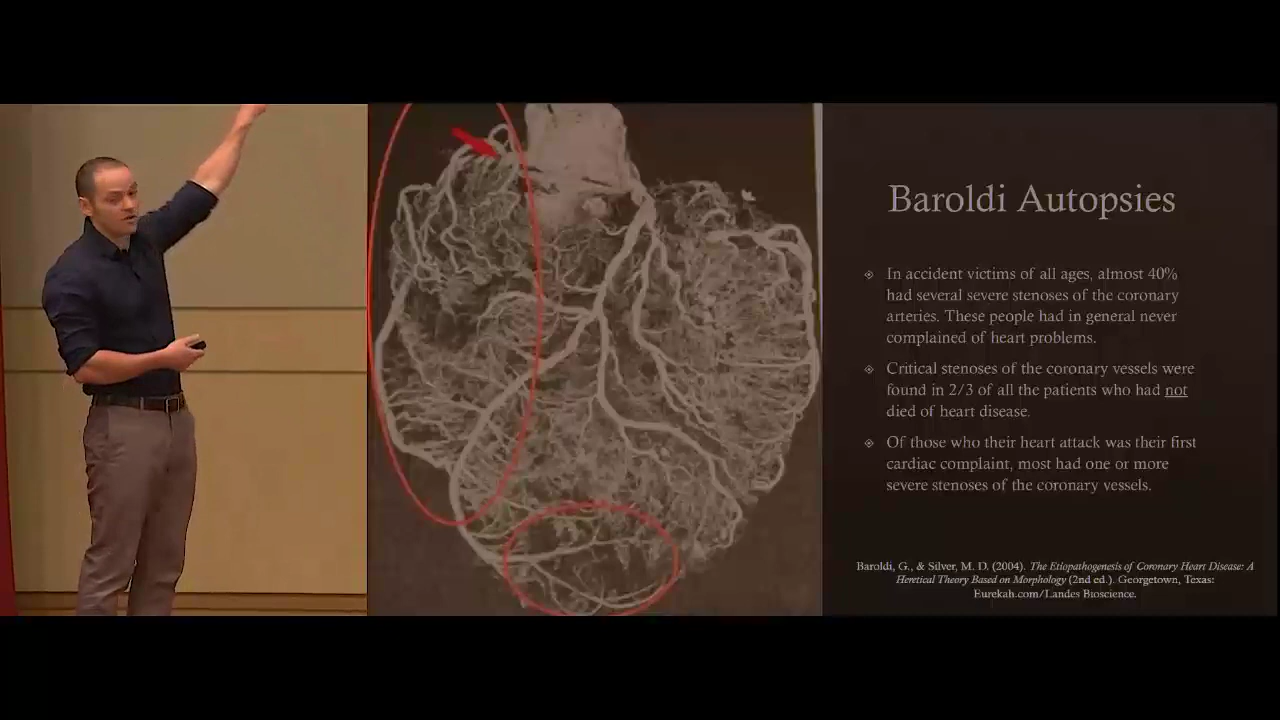 Baroldi Autopsies
In accident victims of all ages, almost 40%
had several severe stenoses of the coronary
arteries. These people had in general never
complained of heart problems.
Critical stenoses of the coronary vessels were
found in 2/3 of all the patients who had not
died of heart disease.
Of those who their heart attack was their first
cardiac complaint, most had one or more
severe stenoses of the coronary vessels.
Baroldi, G., & Silver, M. D. (2004). The Etiopathogenesis of Coronary Heart Disease: A
Heretical Theory Based on Morphology (2nd ed.). Georgetown, Texas:
Eurekah.com/Landes Bioscience.